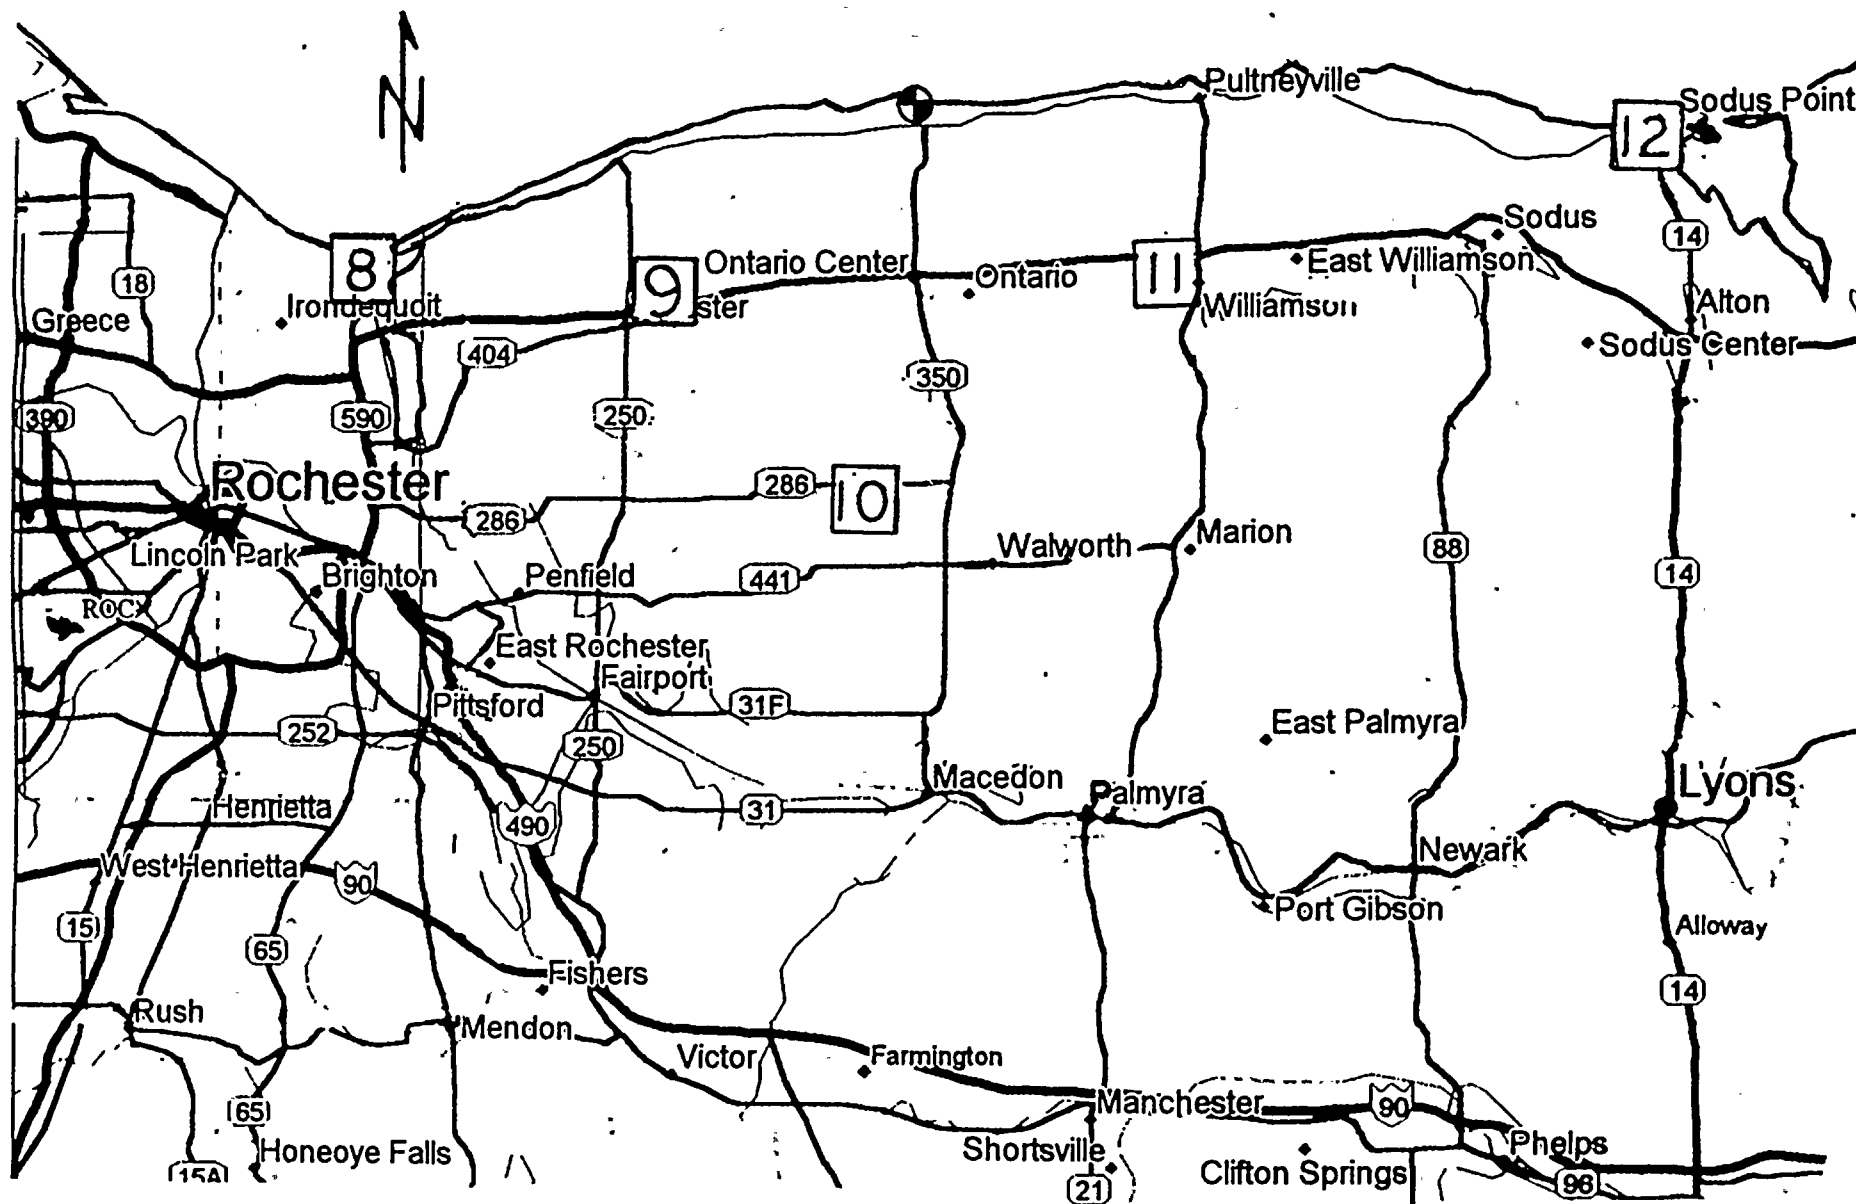 N
Pultneyville
Sodus Point
12
Sodus
14
8
18
Ontario Center
9
Ontario
11
East Williamson
Irondequoit
ster
Williamson
Alton
Greece
404
Sodus Center
350
390
590
250
Rochester
286
10
286
Marion
Lincoln Park
Walworth
88
Brighton
Penfield
441
14
ROC
East Rochester
Fairport
Pittsford
31F
252
250
East Palmyra
Macedon
Palmyra
Lyons
Henrietta
31
490
West Henrietta
Newark
90
Port Gibson
15
65
Alloway
Fishers
14
Rush
Mendon
Victor
Farmington
65
Manchester
90
Honeoye Falls
Shortsville
Phelps
15A
Clifton Springs
21
96